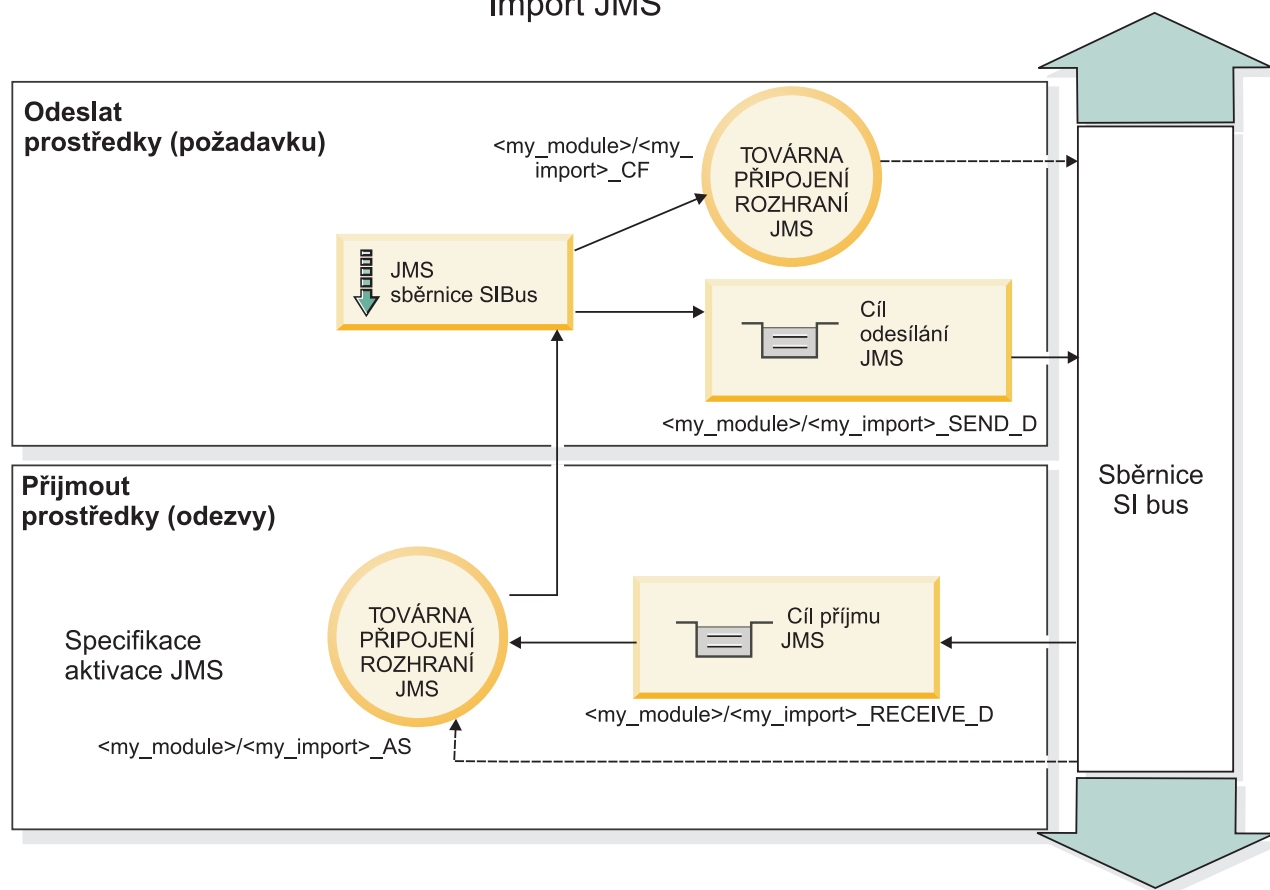 Import JMS
Odeslat
prostředky (požadavku)
<my_module>/<my_
import>_CF
TOVÁRNA
PŘIPOJENÍ
ROZHRANÍ
JMS
JMS
sběrnice SIBus
Cíl
odesílání
JMS
<my_module>/<my_import>_SEND_D
Sběrnice
SI bus
Přijmout
prostředky (odezvy)
Specifikace
aktivace JMS
TOVÁRNA
PŘIPOJENÍ
ROZHRANÍ
JMS
Cíl příjmu
JMS
<my_module>/<my_import>_RECEIVE_D
<my_module>/<my_import>_AS